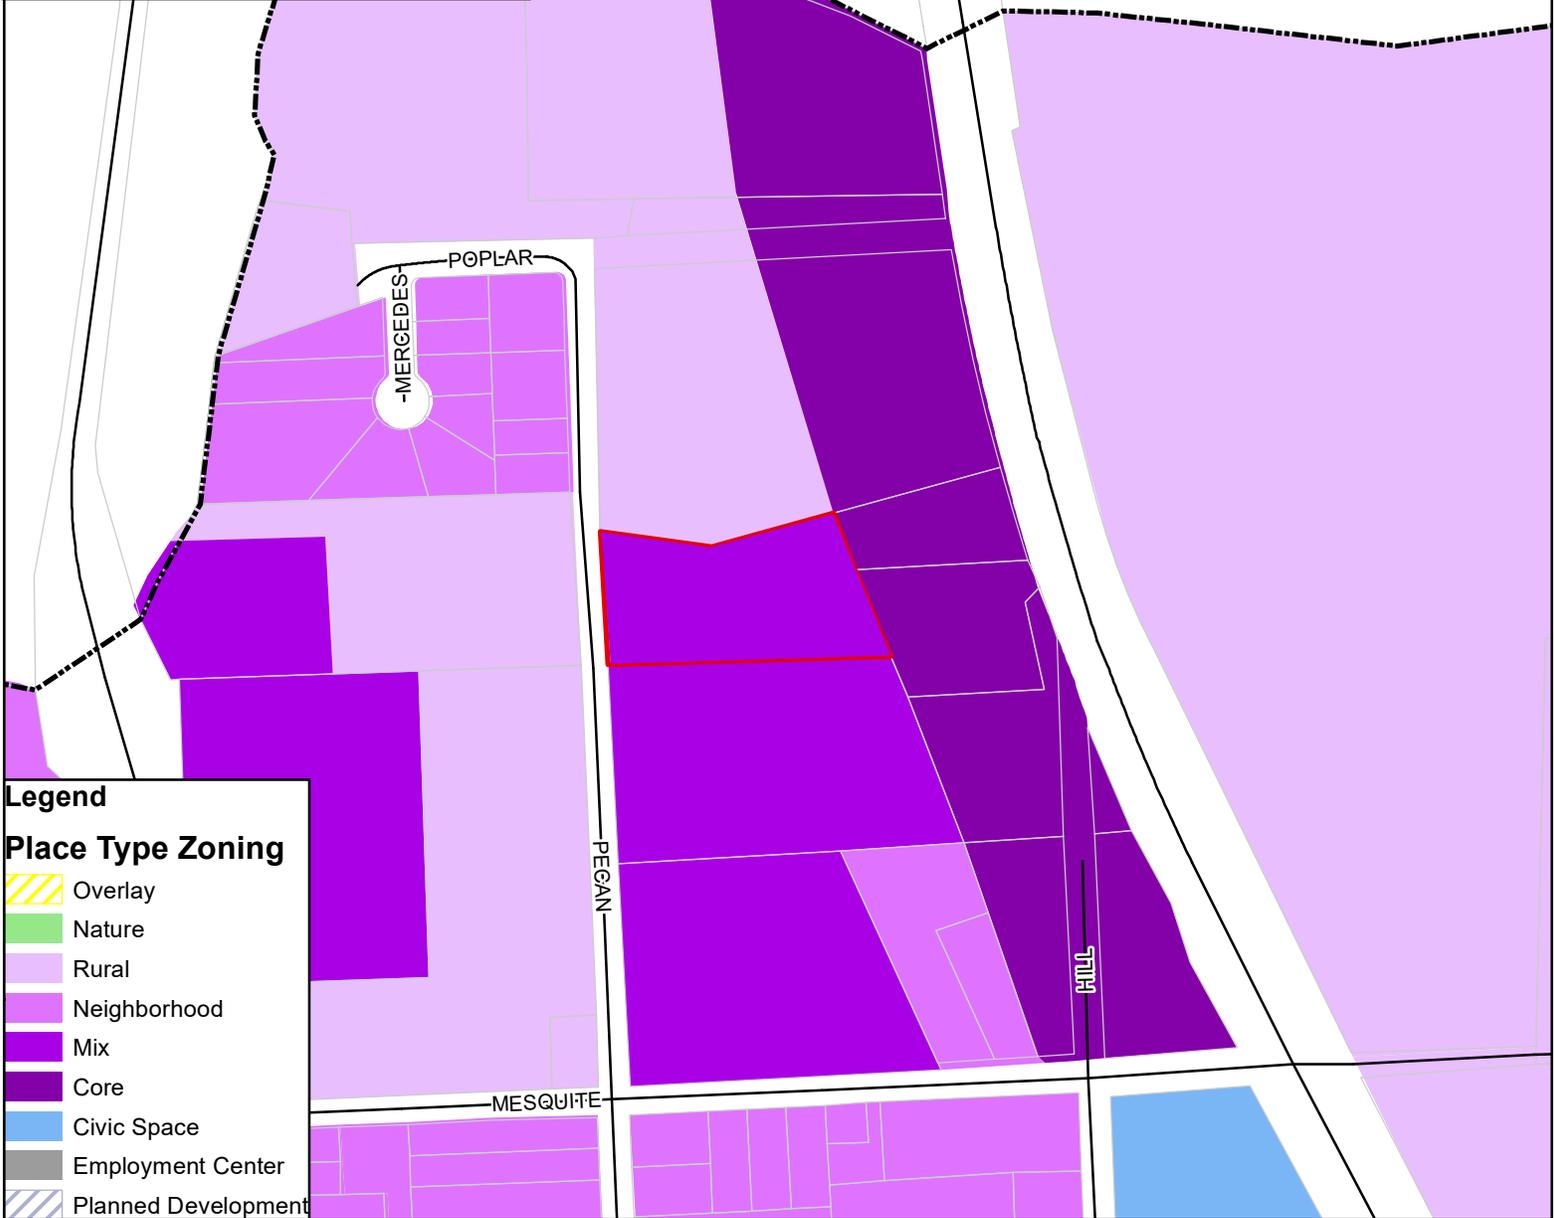 POPLAR
MERCEDES
PECAN
HILL
MESQUITE
Legend
Place Type Zoning
Overlay
Nature
Rural
Neighborhood
Mix
Core
Civic Space
Employment Center
Planned Development